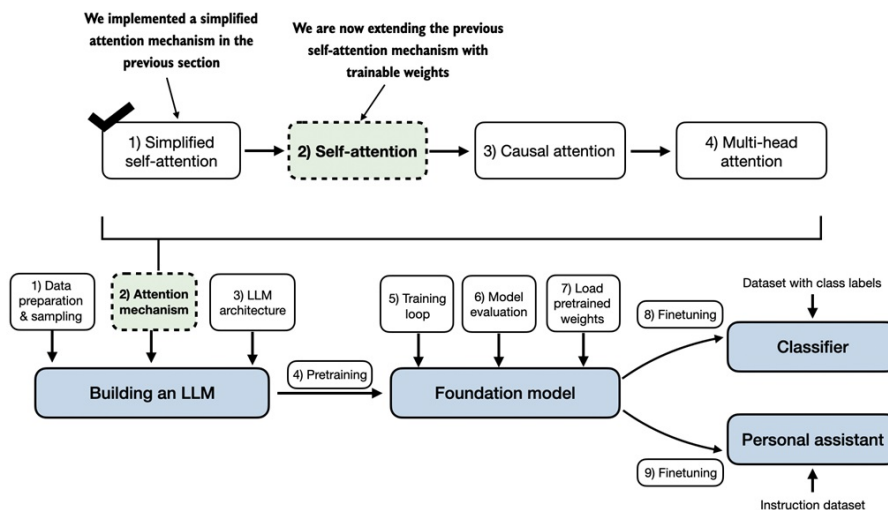 We implemented a simplified
attention mechanism in the
previous section
We are now extending the previous
self-attention mechanism with
trainable weights
1) Simplified
self-attention
2) Self-attention
3) Causal attention
4) Multi-head
attention
1) Data
preparation
& sampling
2) Attention
mechanism
3) LLM
architecture
5) Training
loop
6) Model
evaluation
7) Load
pretrained
weights
Dataset with class labels
8) Finetuning
Classifier
Building an LLM
4) Pretraining
Foundation model
Personal assistant
9) Finetuning
Instruction dataset